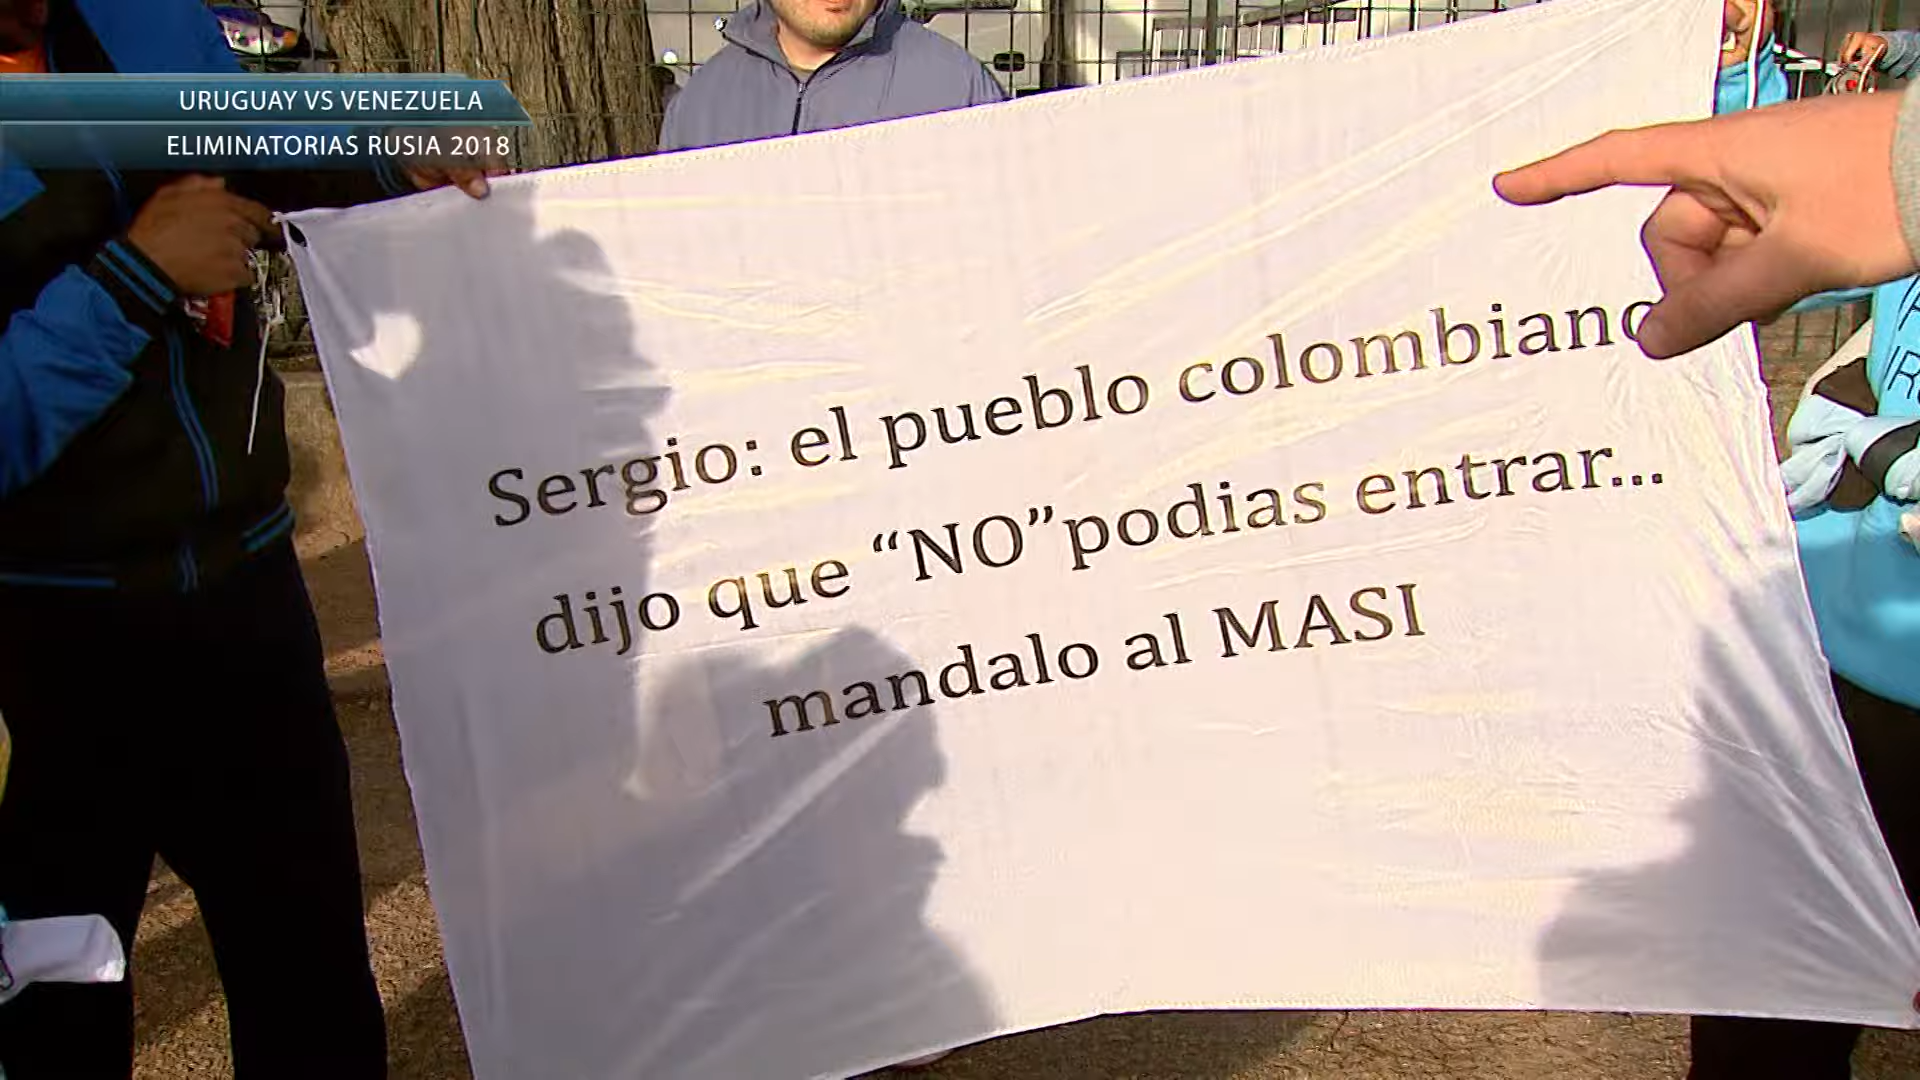 URUGUAY VS VENEZUELA
ELIMINATORIAS RUSIA 2018
Sergio: el pueblo colombiano
dijo que “NO”podias entrar...
mandalo al MASI